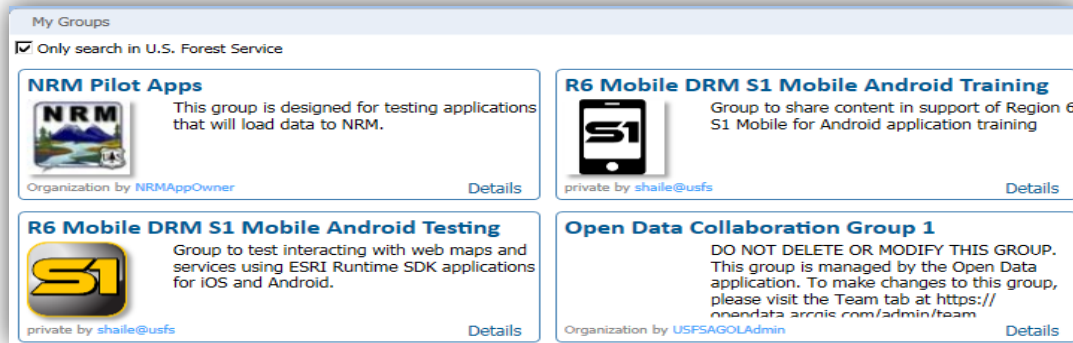 My Groups
Only search in U.S. Forest Service
NRM Pilot Apps
NRM
This group is designed for testing applications
that will load data to NRM.
Organization by NRMAppOwner
Details
R6 Mobile DRM S1 Mobile Android Training
S1
Group to share content in support of Region 6
S1 Mobile for Android application training
private by shaile@usfs
Details
R6 Mobile DRM S1 Mobile Android Testing
S1
Group to test interacting with web maps and
services using ESRI Runtime SDK applications
for iOS and Android.
private by shaile@usfs
Details
Open Data Collaboration Group 1
DO NOT DELETE OR MODIFY THIS GROUP.
This group is managed by the Open Data
application. To make changes to this group,
please visit the Team tab at https://
opendata.arcgis.com/admin/team
Organization by USFSAGOLAdmin
Details